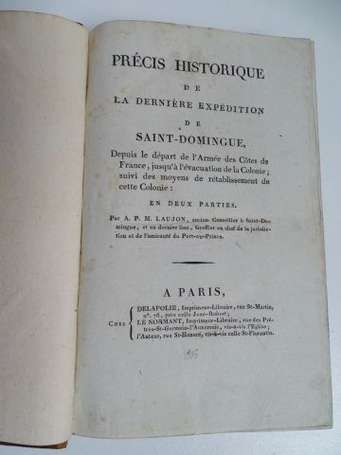 PRÉCIS HISTORIQUE
DE
LA DERNIÈRE EXPÉDITION
DE
SAINT-DOMINGUE,
Depuis le départ de l'Armée des Côtes de
France, jusqu'à l'évacuation de la Colonie;
suivi des moyens de rétablissement de
cette Colonie:
EN DEUX PARTIES.
Par A. P. M. LAUJON, ancien Conseiller à Saint-Do-
mingue, et en dernier lieu, Greffier en chef de la juridic-
tion et de l'amirauté du Port-au-Prince.
A PARIS,
DELAFOLIE, Imprimeur-Libraire, rue St-Martin,
près celle Jean-Robert;
Chez LE NORMANT, Imprimeur-Libraire, rue des Prê-
tres-St-Germain-l'Auxerrois, vis-à-vis l'Eglise;
l'Auteur, rue St-Honoré, vis-à-vis celle St-Florentin.